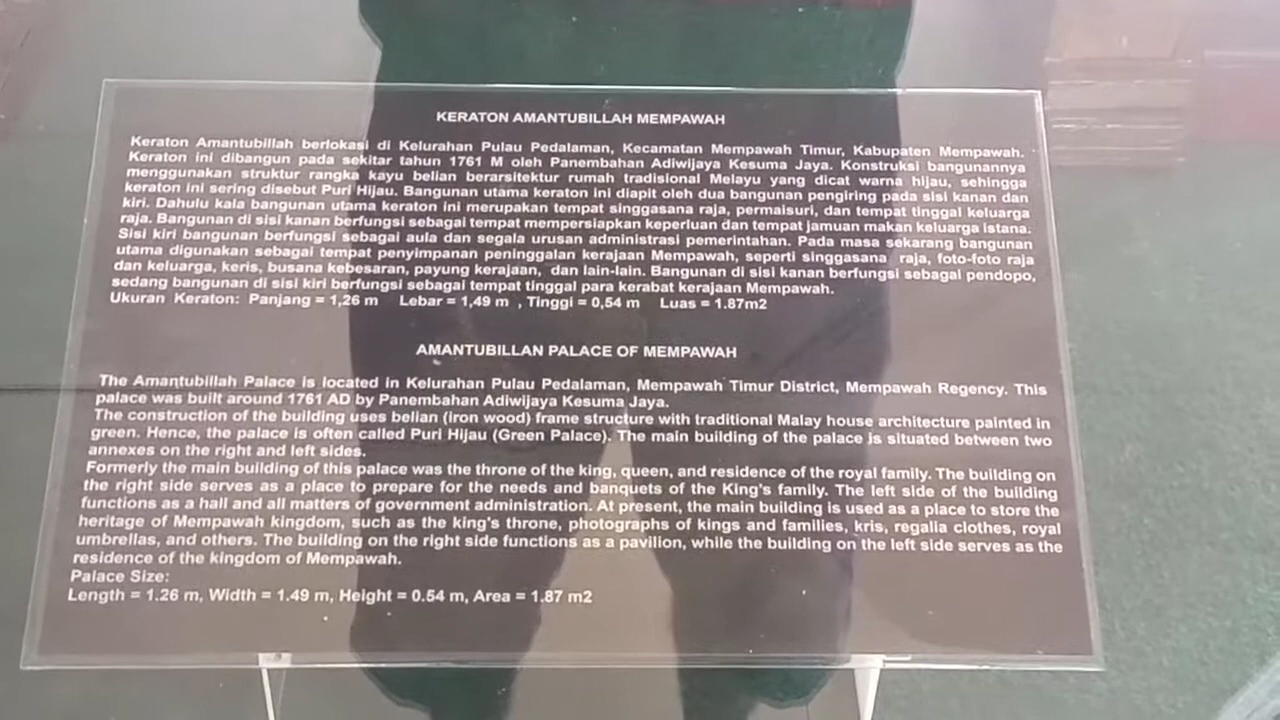 KERATON AMANTUBILLAH MEMPAWAH
Keraton Amantubillah berlokasi di Kelurahan Pulau Pedalaman, Kecamatan Mempawah Timur, Kabupaten Mempawah.
Keraton ini dibangun pada sekitar tahun 1761 M oleh Panembahan Adiwijaya Kesuma Jaya. Konstruksi bangunannya
menggunakan struktur rangka kayu belian berarsitektur rumah tradisional Melayu yang dicat warna hijau, sehingga
keraton ini sering disebut Puri Hijau. Bangunan utama keraton ini diapit oleh dua bangunan pengiring pada sisi kanan dan
kiri. Dahulu kala bangunan utama keraton ini merupakan tempat singgasana raja, permaisuri, dan tempat tinggal keluarga
raja. Bangunan di sisi kanan berfungsi sebagai tempat mempersiapkan keperluan dan tempat jamuan makan keluarga istana.
Sisi kiri bangunan berfungsi sebagai aula dan segala urusan administrasi pemerintahan. Pada masa sekarang bangunan
utama digunakan sebagai tempat penyimpanan peninggalan kerajaan Mempawah, seperti singgasana raja, foto-foto raja
dan keluarga, keris, busana kebesaran, payung kerajaan, dan lain-lain. Bangunan di sisi kanan berfungsi sebagai pendopo,
sedang bangunan di sisi kiri berfungsi sebagai tempat tinggal para kerabat kerajaan Mempawah.
Ukuran Keraton: Panjang = 1,26 m Lebar = 1,49 m , Tinggi = 0,54 m Luas = 1.87m2
AMANTUBILLAN PALACE OF MEMPAWAH
The Amantubillah Palace is located in Kelurahan Pulau Pedalaman, Mempawah Timur District, Mempawah Regency. This
palace was built around 1761 AD by Panembahan Adiwijaya Kesuma Jaya.
The construction of the building uses belian (iron wood) frame structure with traditional Malay house architecture painted in
green. Hence, the palace is often called Puri Hijau (Green Palace). The main building of the palace is situated between two
annexes on the right and left sides.
Formerly the main building of this palace was the throne of the king, queen, and residence of the royal family. The building on
the right side serves as a place to prepare for the needs and banquets of the King's family. The left side of the building
functions as a hall and all matters of government administration. At present, the main building is used as a place to store the
heritage of Mempawah kingdom, such as the king's throne, photographs of kings and families, kris, regalia clothes, royal
umbrellas, and others. The building on the right side functions as a pavilion, while the building on the left side serves as the
residence of the kingdom of Mempawah.
Palace Size:
Length = 1.26 m, Width = 1.49 m, Height = 0.54 m, Area = 1.87 m2